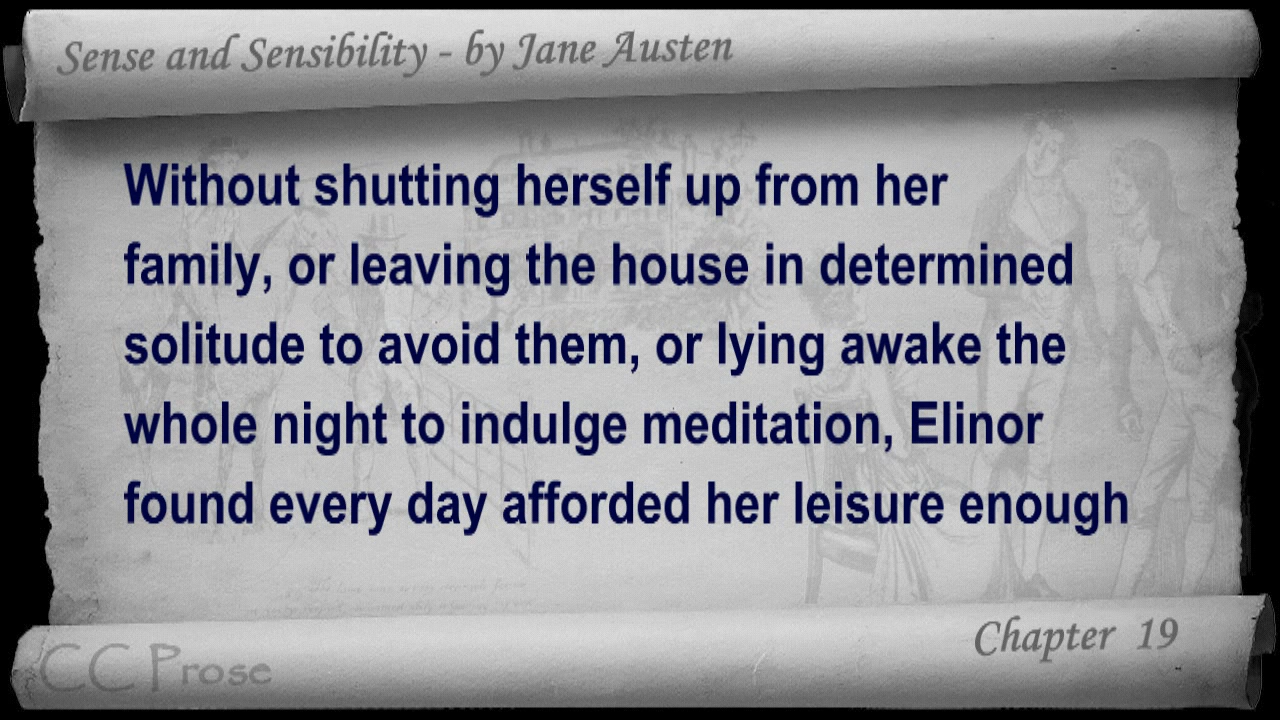 Sense and Sensibility - by Jane Austen
Without shutting herself up from her
family, or leaving the house in determined
solitude to avoid them, or lying awake the
whole night to indulge meditation, Elinor
found every day afforded her leisure enough
Chapter 19
CC Prose